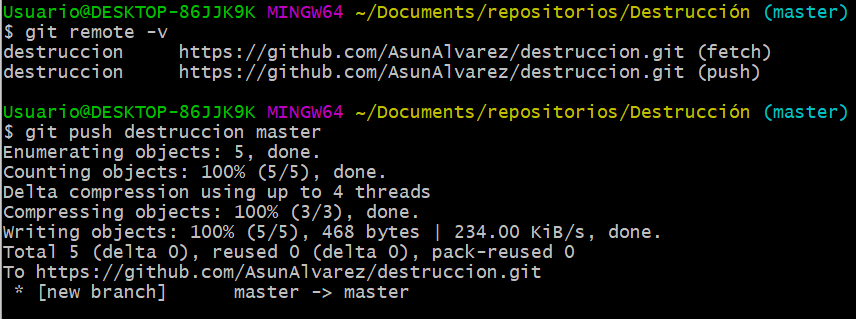 Usuario@DESKTOP-86JJK9K MINGW64 ~/Documents/repositorios/Destrucción (master)
$ git remote -v
destruccion     https://github.com/AsunAlvarez/destruccion.git (fetch)
destruccion     https://github.com/AsunAlvarez/destruccion.git (push)
Usuario@DESKTOP-86JJK9K MINGW64 ~/Documents/repositorios/Destrucción (master)
$ git push destruccion master
Enumerating objects: 5, done.
Counting objects: 100% (5/5), done.
Delta compression using up to 4 threads
Compressing objects: 100% (3/3), done.
Writing objects: 100% (5/5), 468 bytes | 234.00 KiB/s, done.
Total 5 (delta 0), reused 0 (delta 0), pack-reused 0
To https://github.com/AsunAlvarez/destruccion.git
 * [new branch]      master -> master